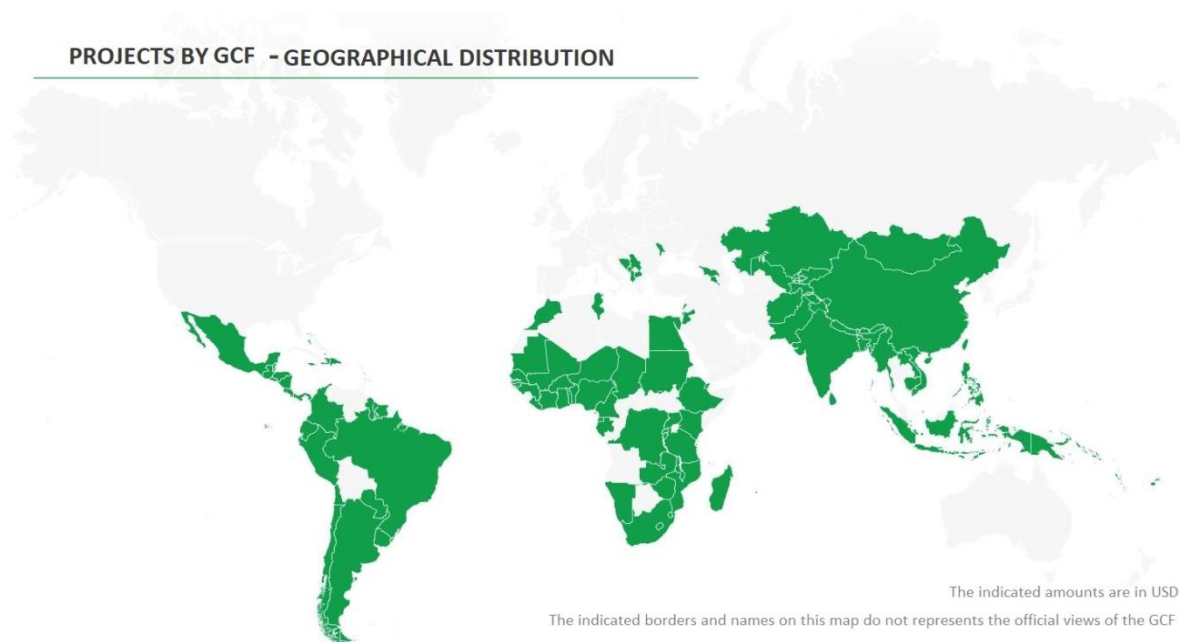 PROJECTS BY GCF - GEOGRAPHICAL DISTRIBUTION
The indicated amounts are in USD
The indicated borders and names on this map do not represents the official views of the GCF